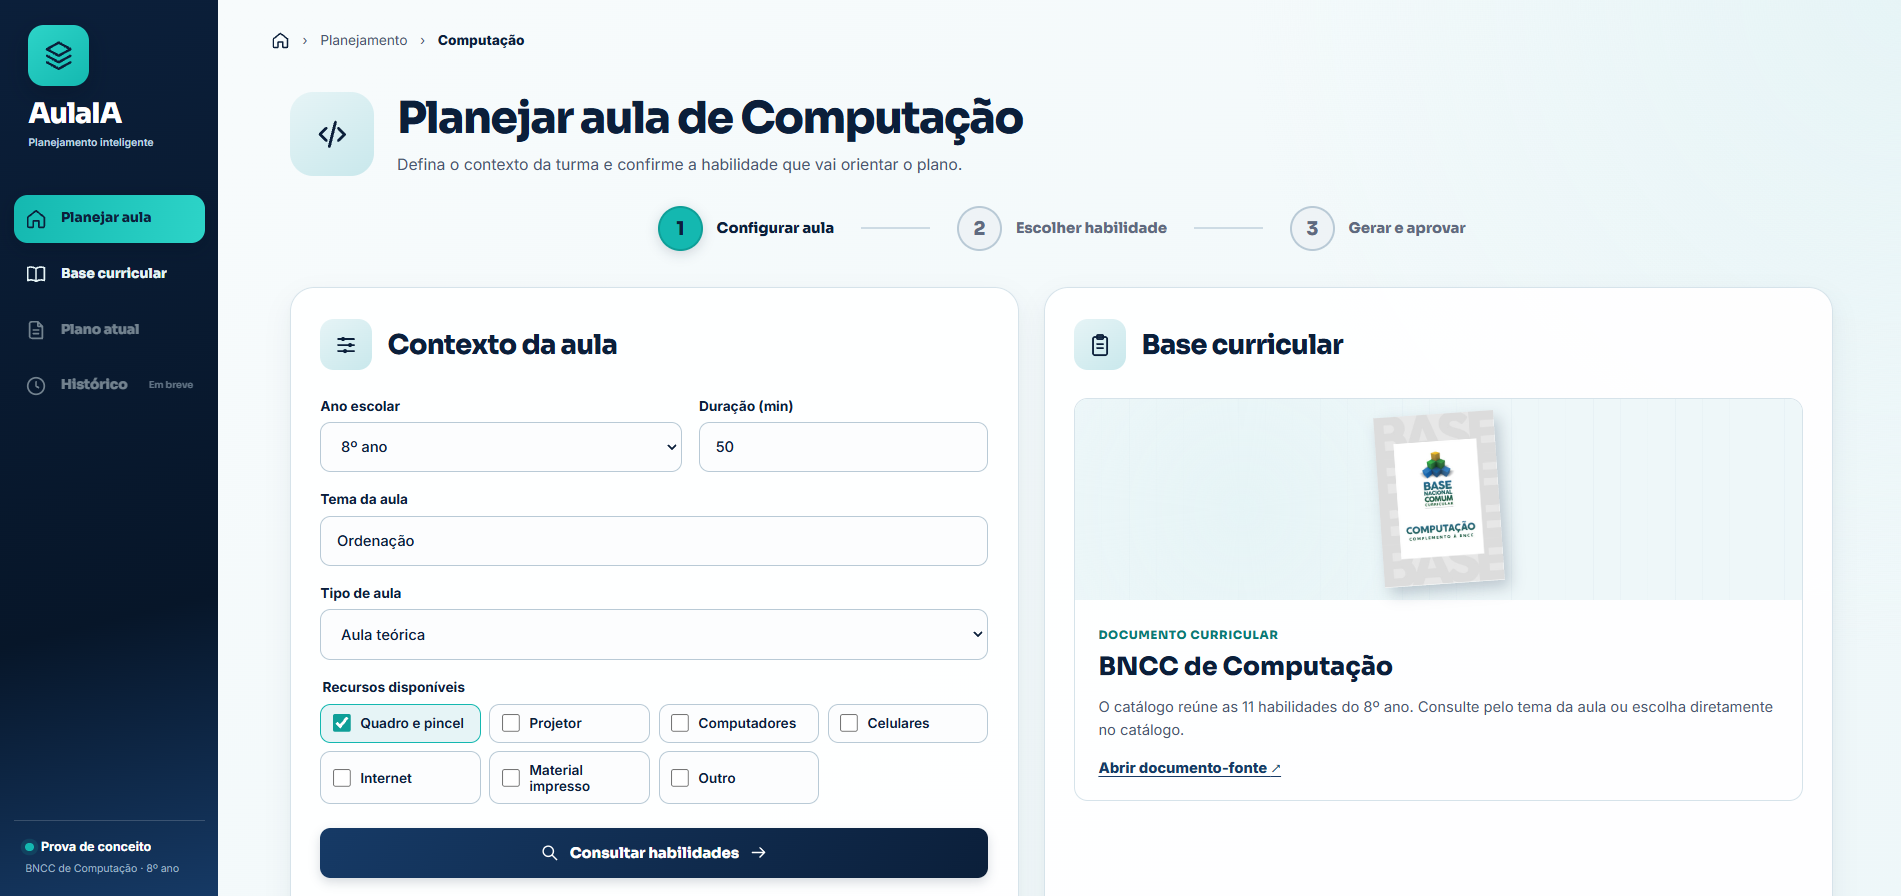 AulaIA
Planejamento inteligente
Planejar aula
Base curricular
Plano atual
Histórico Em breve
Prova de conceito
BNCC de Computação · 8º ano
› Planejamento › Computação
Planejar aula de Computação
Defina o contexto da turma e confirme a habilidade que vai orientar o plano.
1 Configurar aula 2 Escolher habilidade 3 Gerar e aprovar
Contexto da aula
Ano escolar Duração (min)
8º ano 50
Tema da aula
Ordenação
Tipo de aula
Aula teórica
Recursos disponíveis
Quadro e pincel Projetor Computadores Celulares
Internet Material
impresso Outro
Consultar habilidades →
Base curricular
BASE
BASE
NACIONAL
COMUM
CURRICULAR
COMPUTAÇÃO
COMPLEMENTO À BNCC
BASE
DOCUMENTO CURRICULAR
BNCC de Computação
O catálogo reúne as 11 habilidades do 8º ano. Consulte pelo tema da aula ou escolha diretamente
no catálogo.
Abrir documento-fonte ↗